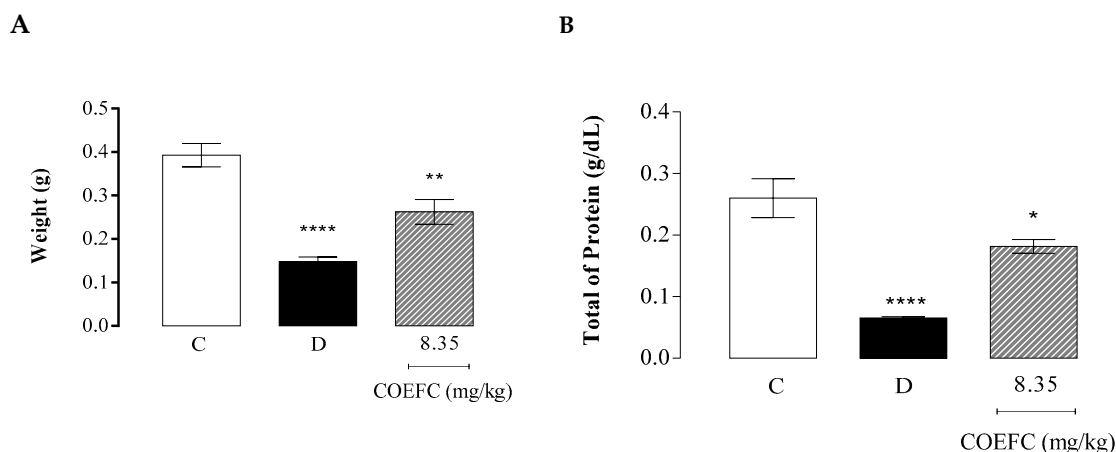 A
Weight (g)
0.5
0.4
0.3
0.2
0.1
0.0
****
**
C
D
8.35
COEFC (mg/kg)
B
Total of Protein (g/dL)
0.4
0.3
0.2
0.1
0.0
****
*
C
D
8.35
COEFC (mg/kg)